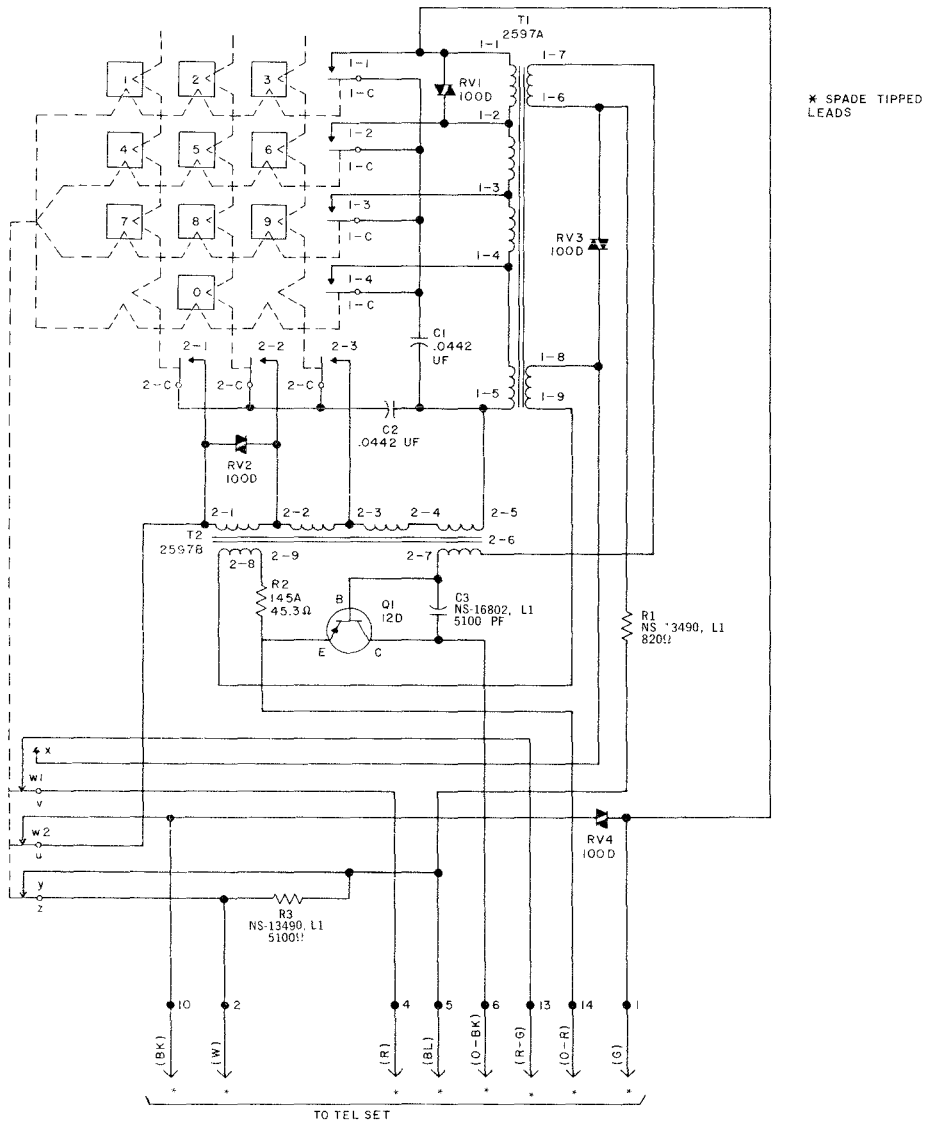 T1
2597A
1-1
1-7
1-1
1-C
RV1
100D
1-6
* SPADE TIPPED
LEADS
1 2 3
1-2
1-2
1-C
4 5 6
1-3
1-3
1-C
7 8 9
RV3
100D
1-4
1-4
1-C
0
C1
.0442
UF
2-1 2-2 2-3
1-8
2-C 2-C 2-C
1-5
1-9
C2
.0442 UF
RV2
100D
2-1 2-2 2-3 2-4 2-5
T2
2597B
2-6
2-8
2-9
2-7
R2
145A
45.3Ω
B
Q1
12D
C3
NS-16802, L1
5100 PF
E
C
R1
NS 13490, L1
820Ω
x
w1
v
w2
u
RV4
100D
y
z
R3
NS-13490, L1
5100Ω
10 2 4 5 6 13 14 1
(BK) (W) (R) (BL) (O-BK) (R-G) (O-R) (G)
* * * * * * * *
TO TEL SET